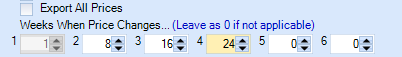 Export All Prices
Weeks When Price Changes... (Leave as 0 if not applicable)
1 1 2 8 3 16 4 24 5 0 6 0